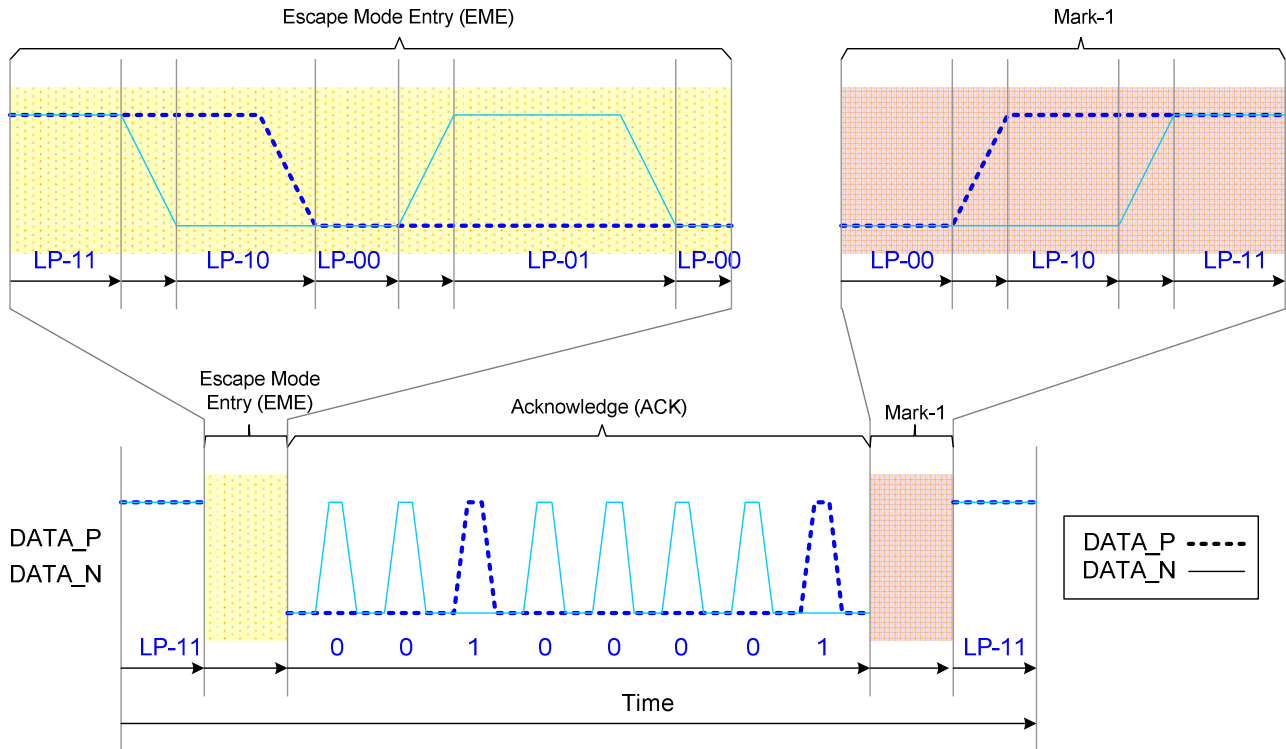 Escape Mode Entry (EME)
Mark-1
LP-11
LP-10
LP-00
LP-01
LP-00
LP-00
LP-10
LP-11
Escape Mode
Entry (EME)
Acknowledge (ACK)
Mark-1
DATA_P
DATA_N
DATA_P
DATA_N
LP-11
0
0
1
0
0
0
0
1
LP-11
Time